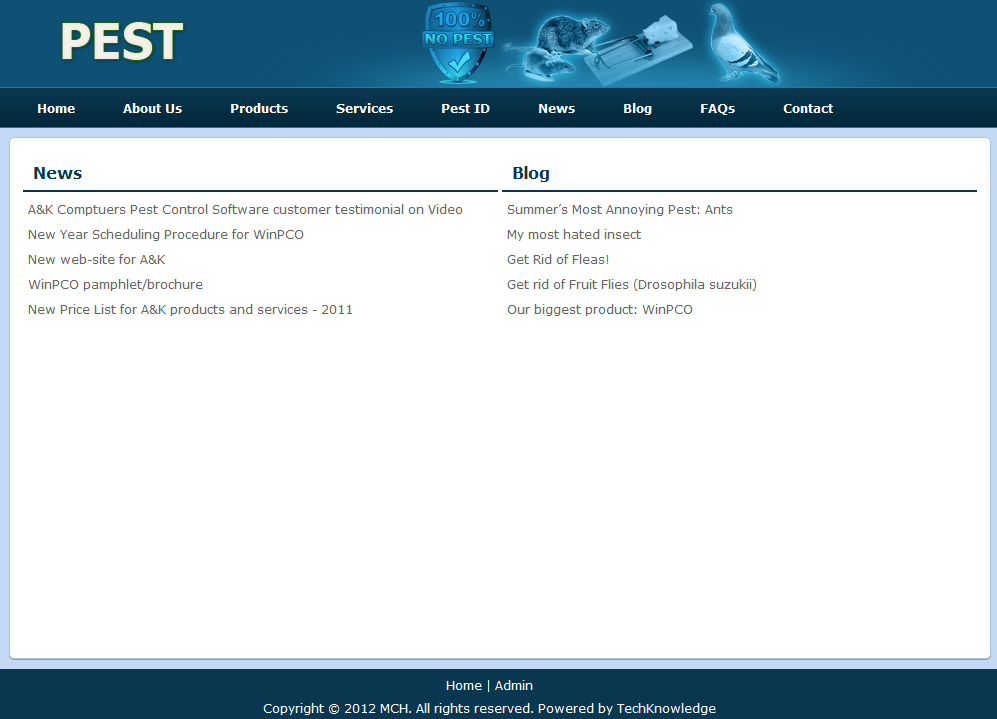 PEST
100%
NO PEST
Home About Us Products Services Pest ID News Blog FAQs Contact
News
A&K Comptuers Pest Control Software customer testimonial on Video
New Year Scheduling Procedure for WinPCO
New web-site for A&K
WinPCO pamphlet/brochure
New Price List for A&K products and services - 2011
Blog
Summer’s Most Annoying Pest: Ants
My most hated insect
Get Rid of Fleas!
Get rid of Fruit Flies (Drosophila suzukii)
Our biggest product: WinPCO
Home | Admin
Copyright © 2012 MCH. All rights reserved. Powered by TechKnowledge